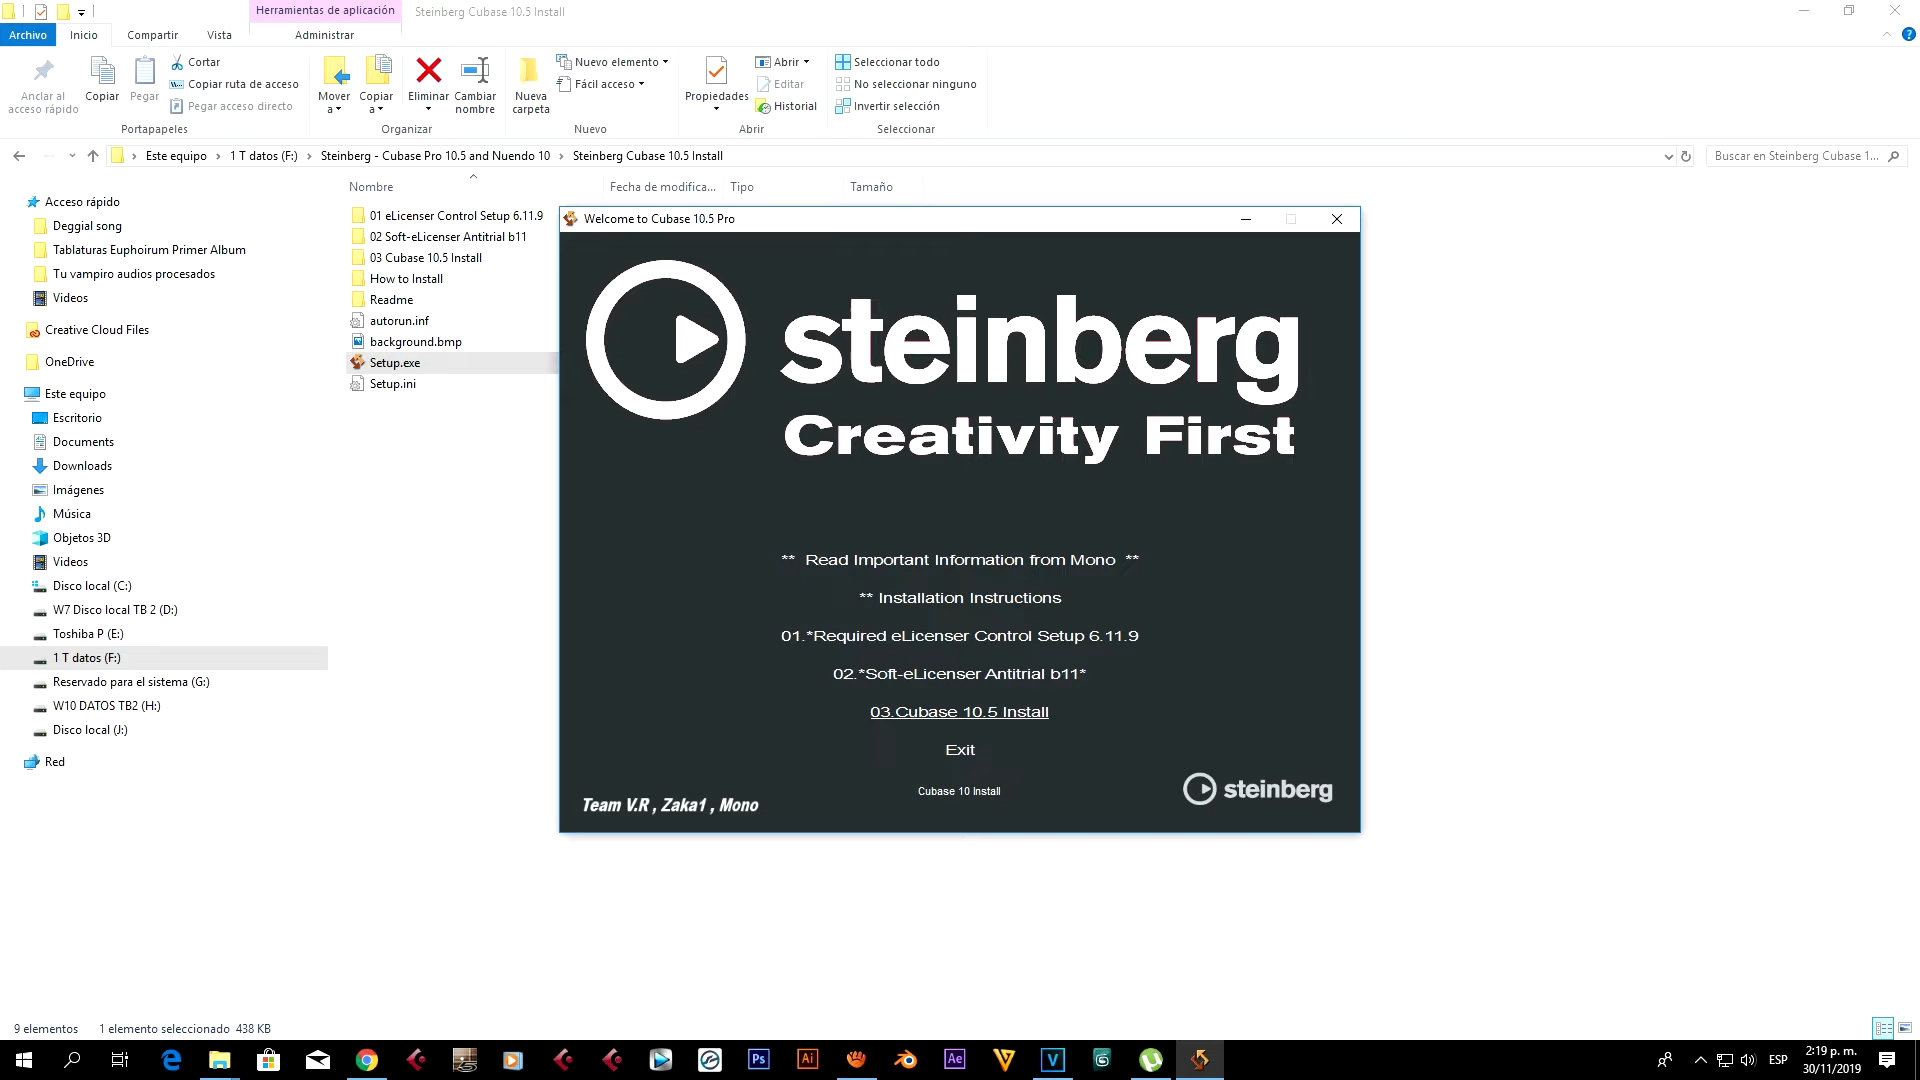 Herramientas de aplicación
Steinberg Cubase 10.5 Install
Archivo
Inicio
Compartir
Vista
Administrar
Anclar al
acceso rápido
Copiar
Pegar
Cortar
Copiar ruta de acceso
Pegar acceso directo
Portapapeles
Mover
a
Copiar
a
Eliminar
Cambiar
nombre
Organizar
Nueva
carpeta
Nuevo elemento
Fácil acceso
Nuevo
Propiedades
Abrir
Editar
Historial
Abrir
Seleccionar todo
No seleccionar ninguno
Invertir selección
Seleccionar
Este equipo > 1 T datos (F:) > Steinberg - Cubase Pro 10.5 and Nuendo 10 > Steinberg Cubase 10.5 Install
Buscar en Steinberg Cubase 1...
Nombre
Fecha de modifica...
Tipo
Tamaño
Acceso rápido
Deggial song
Tablaturas Euphoirum Primer Album
Tu vampiro audios procesados
Videos
Creative Cloud Files
OneDrive
Este equipo
Escritorio
Documents
Downloads
Imágenes
Música
Objetos 3D
Videos
Disco local (C:)
W7 Disco local TB 2 (D:)
Toshiba P (E:)
1 T datos (F:)
Reservado para el sistema (G:)
W10 DATOS TB2 (H:)
Disco local (J:)
Red
01 eLicenser Control Setup 6.11.9
02 Soft-eLicenser Antitrial b11
03 Cubase 10.5 Install
How to Install
Readme
autorun.inf
background.bmp
Setup.exe
Setup.ini
Welcome to Cubase 10.5 Pro
steinberg
Creativity First
** Read Important Information from Mono **
** Installation Instructions
01.*Required eLicenser Control Setup 6.11.9
02.*Soft-eLicenser Antitrial b11*
03.Cubase 10.5 Install
Exit
Cubase 10 Install
Team V.R , Zaka1 , Mono
steinberg
9 elementos
1 elemento seleccionado 438 KB
Ps
Ai
Ae
V
ESP
2:19 p. m.
30/11/2019